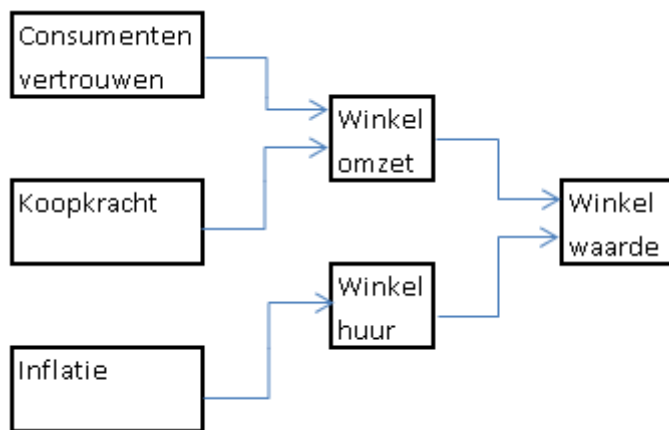 Consumenten
vertrouwen
Koopkracht
Inflatie
Winkel
omzet
Winkel
huur
Winkel
waarde